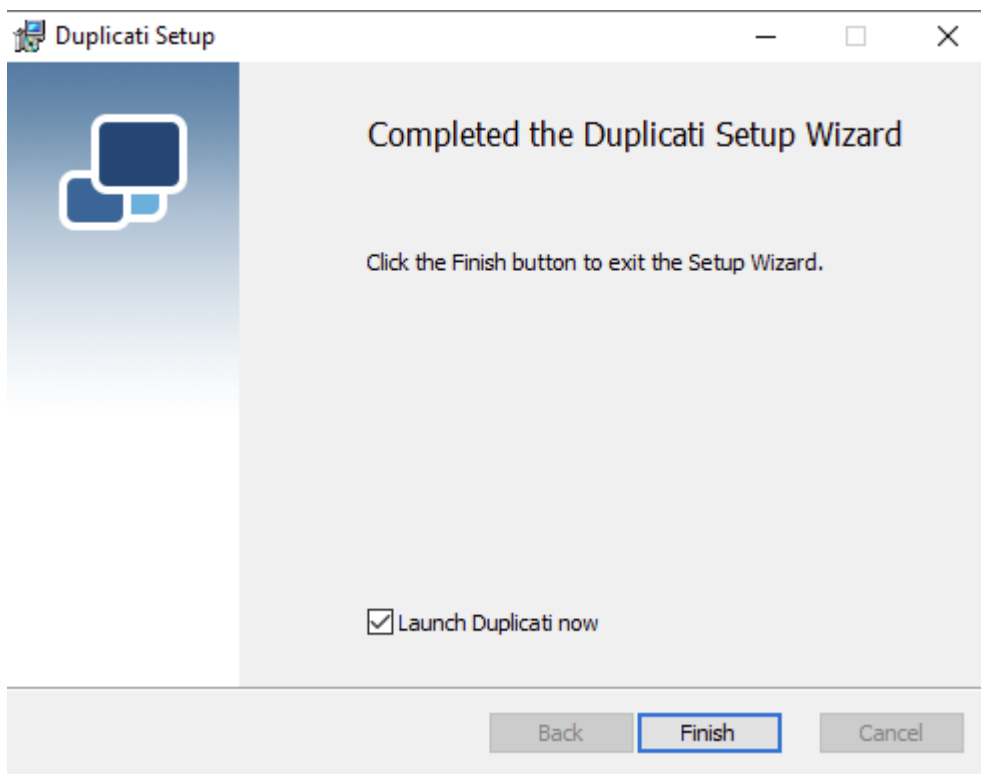 Duplicati Setup
Completed the Duplicati Setup Wizard
Click the Finish button to exit the Setup Wizard.
Launch Duplicati now
Back Finish Cancel